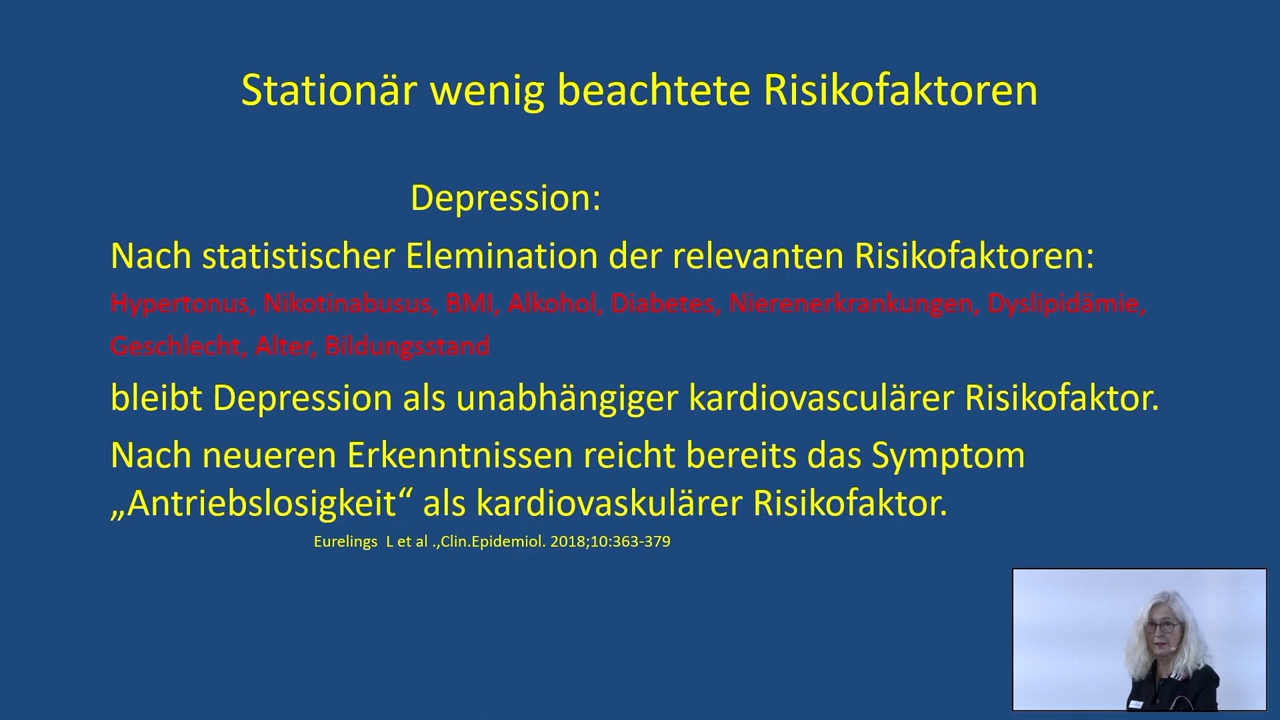 Stationär wenig beachtete Risikofaktoren
Depression:
Nach statistischer Elemination der relevanten Risikofaktoren:
Hypertonus, Nikotinabusus, BMI, Alkohol, Diabetes, Nierenerkrankungen, Dyslipidämie,
Geschlecht, Alter, Bildungsstand
bleibt Depression als unabhängiger kardiovasculärer Risikofaktor.
Nach neueren Erkenntnissen reicht bereits das Symptom
„Antriebslosigkeit“ als kardiovaskulärer Risikofaktor.
Eurelings L et al .,Clin.Epidemiol. 2018;10:363-379